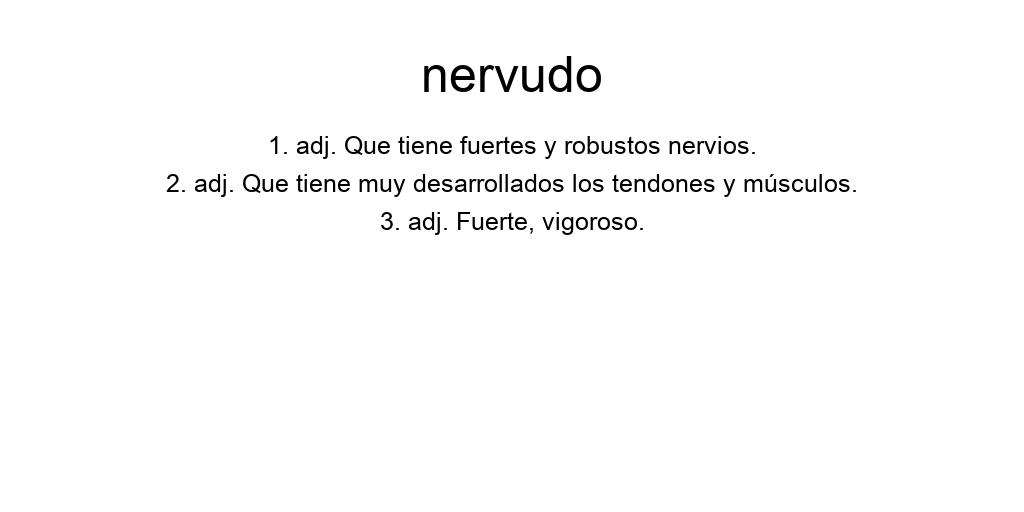 nervudo
1. adj. Que tiene fuertes y robustos nervios.
2. adj. Que tiene muy desarrollados los tendones y músculos.
3. adj. Fuerte, vigoroso.